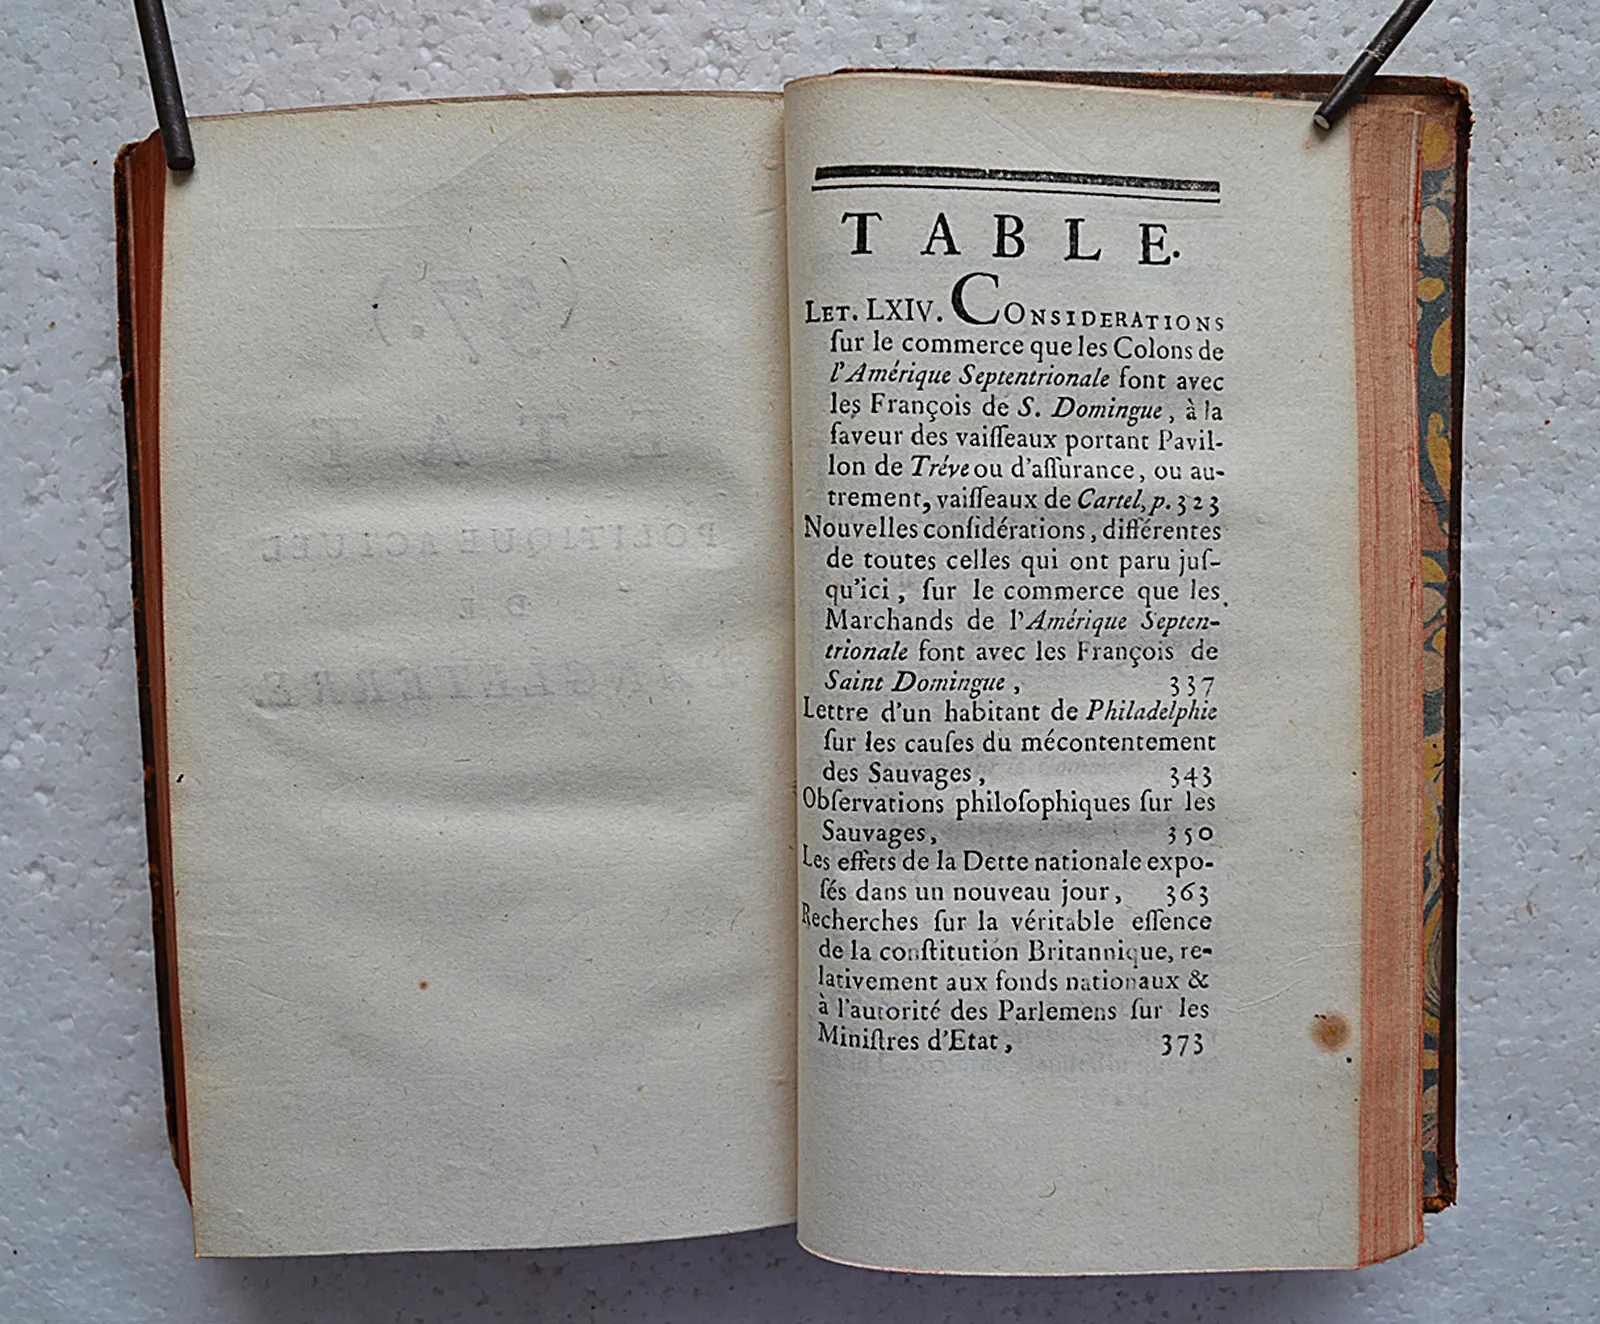 (57.)
ETAT
POLITIQUE ACTUEL
DE
L'ANGLETERRE.
TABLE.
LET. LXIV. CONSIDERATIONS
ſur le commerce que les Colons de
l'Amérique Septentrionale font avec
les François de S. Domingue, à la
faveur des vaiſſeaux portant Pavil-
lon de Tréve ou d'aſſurance, ou au-
trement, vaiſſeaux de Cartel, p. 323
Nouvelles conſidérations, différentes
de toutes celles qui ont paru juſ-
qu'ici, ſur le commerce que les
Marchands de l'Amérique Septen-
trionale font avec les François de
Saint Domingue, 337
Lettre d'un habitant de Philadelphie
ſur les cauſes du mécontentement
des Sauvages, 343
Obſervations philoſophiques ſur les
Sauvages, 350
Les effets de la Dette nationale expo-
ſés dans un nouveau jour, 363
Recherches ſur la véritable eſſence
de la conſtitution Britannique, re-
lativement aux fonds nationaux &
à l'autorité des Parlemens ſur les
Miniſtres d'Etat, 373